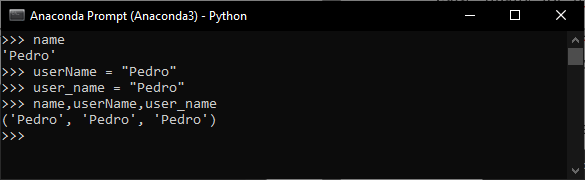 Anaconda Prompt (Anaconda3) - Python
>>> name
'Pedro'
>>> userName = "Pedro"
>>> user_name = "Pedro"
>>> name,userName,user_name
('Pedro', 'Pedro', 'Pedro')
>>>